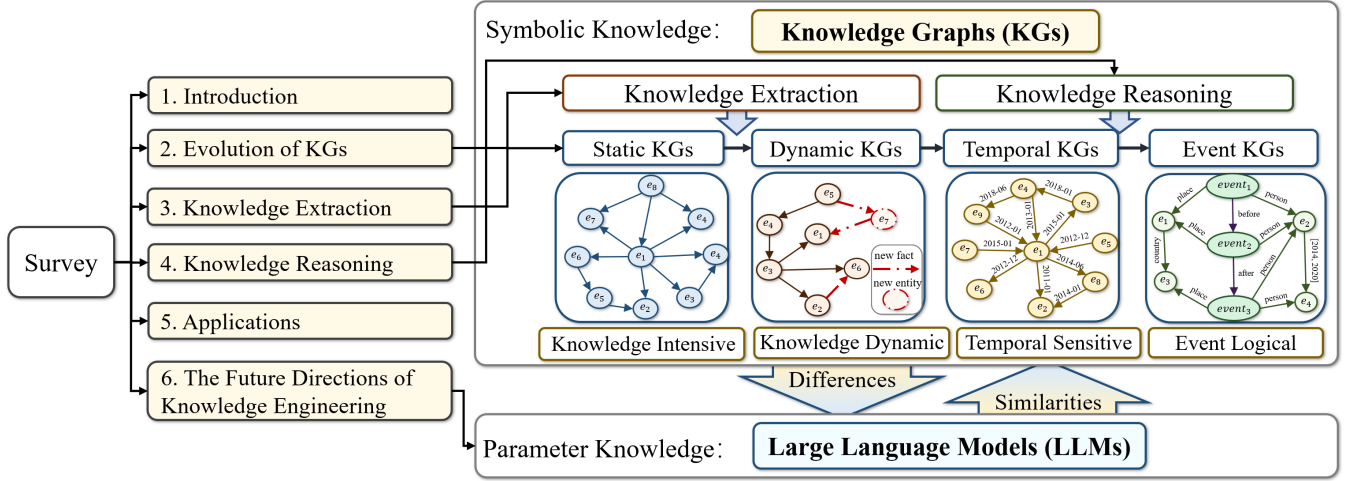 Symbolic Knowledge:
Knowledge Graphs (KGs)
Survey
1. Introduction
2. Evolution of KGs
3. Knowledge Extraction
4. Knowledge Reasoning
5. Applications
6. The Future Directions of
Knowledge Engineering
Knowledge Extraction
Knowledge Reasoning
Static KGs
Dynamic KGs
Temporal KGs
Event KGs
e8
e7
e4
e6
e1
e4
e5
e2
e3
e5
e4
e7
e1
e3
e6
e2
new fact
new entity
2018-06
e4
2018-01
e9
2013-01
e3
2012-01
2015-01
e7
2015-01
e1
2012-12
e5
2012-12
2011-01
2014-06
e6
e8
2014-01
e2
event1
place
person
e1
before
e2
place
event2
person
country
after
person
[2014, 2020]
e3
place
event3
person
e4
Knowledge Intensive
Knowledge Dynamic
Temporal Sensitive
Event Logical
Differences
Similarities
Parameter Knowledge:
Large Language Models (LLMs)